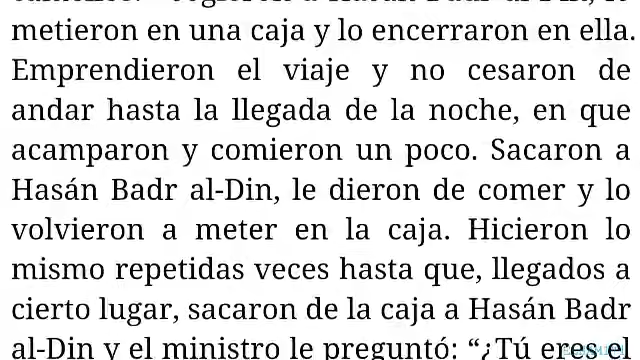 metieron en una caja y lo encerraron en ella.
Emprendieron el viaje y no cesaron de
andar hasta la llegada de la noche, en que
acamparon y comieron un poco. Sacaron a
Hasán Badr al-Din, le dieron de comer y lo
volvieron a meter en la caja. Hicieron lo
mismo repetidas veces hasta que, llegados a
cierto lugar, sacaron de la caja a Hasán Badr
al-Din y el ministro le preguntó: “¿Tú eres